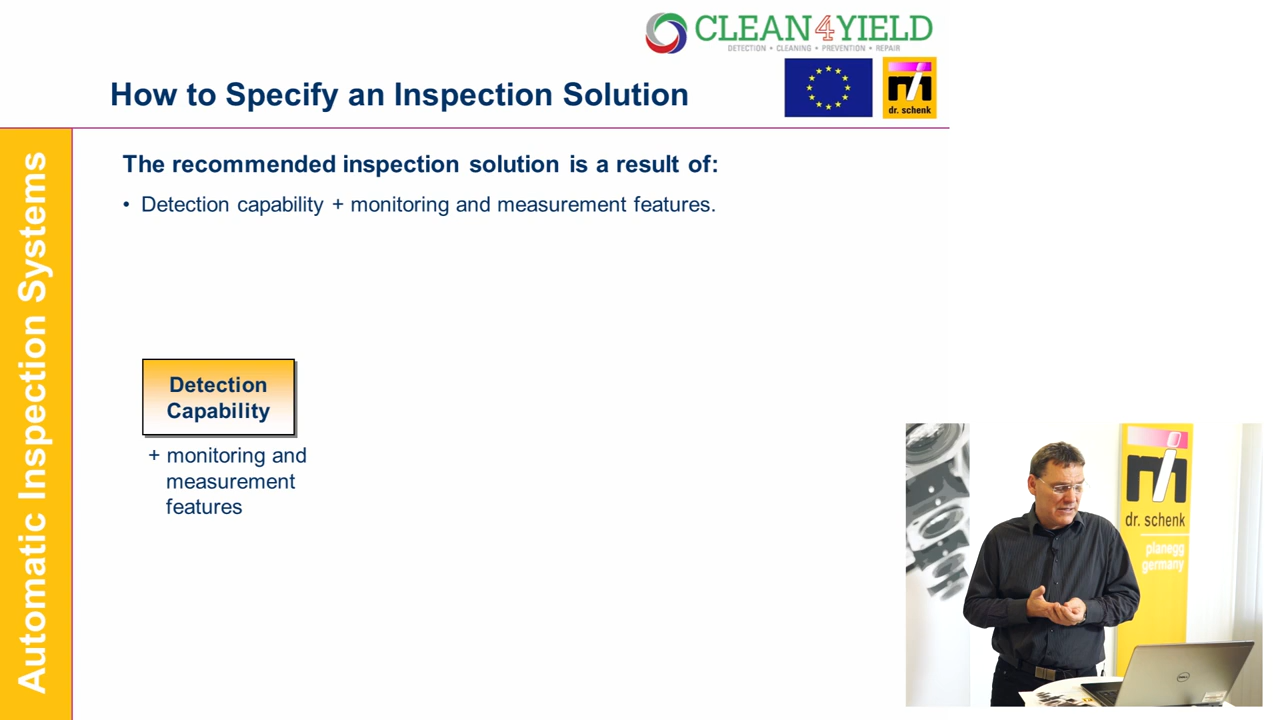 CLEAN4YIELD
DETECTION • CLEANING • PREVENTION • REPAIR
How to Specify an Inspection Solution
dr. schenk
Automatic Inspection Systems
The recommended inspection solution is a result of:
• Detection capability + monitoring and measurement features.
Detection
Capability
+ monitoring and
measurement
features
dr. schenk
planegg
germany
DELL